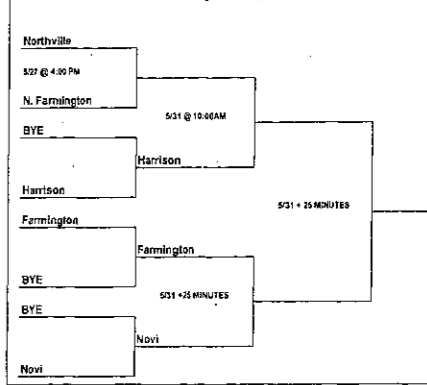 Northville
5/27 @ 4:00 PM
N. Farmington
5/31 @ 10:00AM
BYE
Harrison
Harrison
5/31 + 25 MINUTES
Farmington
Farmington
BYE
5/31 +25 MINUTES
BYE
Novi
Novi